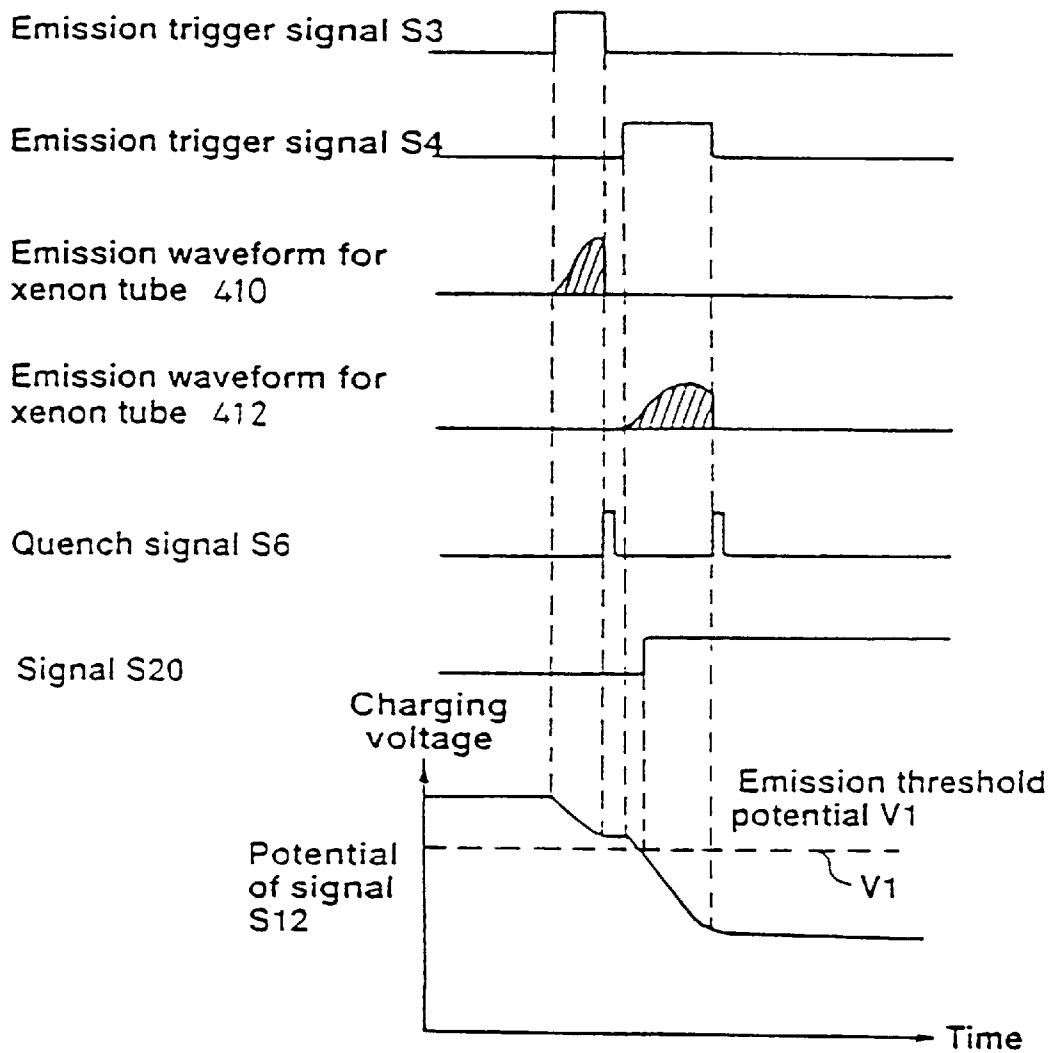 Emission trigger signal S3
Emission trigger signal S4
Emission waveform for
xenon tube 410
Emission waveform for
xenon tube 412
Quench signal S6
Signal S20
Charging
voltage
Emission threshold
potential V1
Potential
of signal
S12
V1
Time